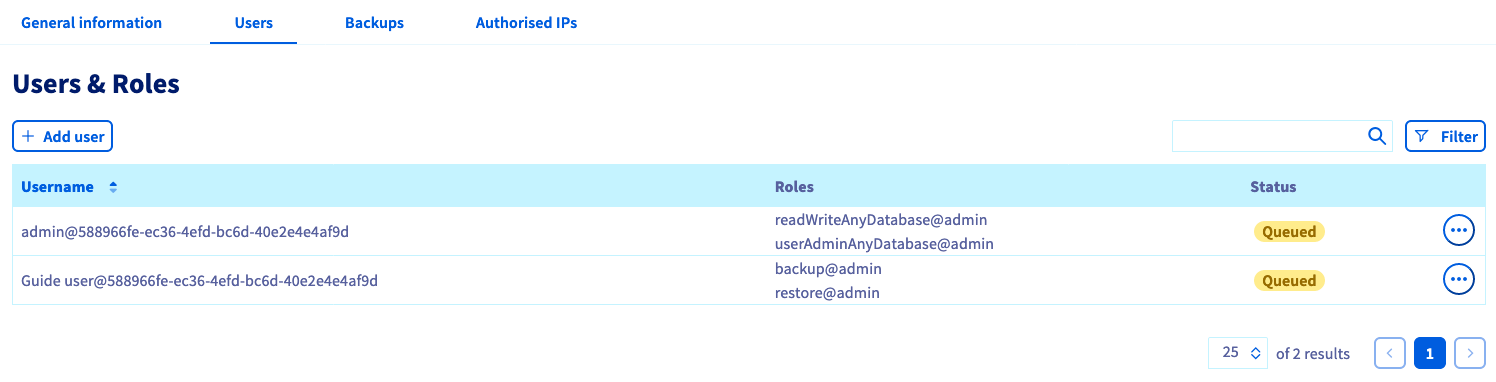 General information Users Backups Authorised IPs
Users & Roles
+ Add user Filter
Username Roles Status
admin@588966fe-ec36-4efd-bc6d-40e2e4e4af9d readWriteAnyDatabase@admin Queued
userAdminAnyDatabase@admin
Guide user@588966fe-ec36-4efd-bc6d-40e2e4e4af9d backup@admin Queued
restore@admin
25 of 2 results 1